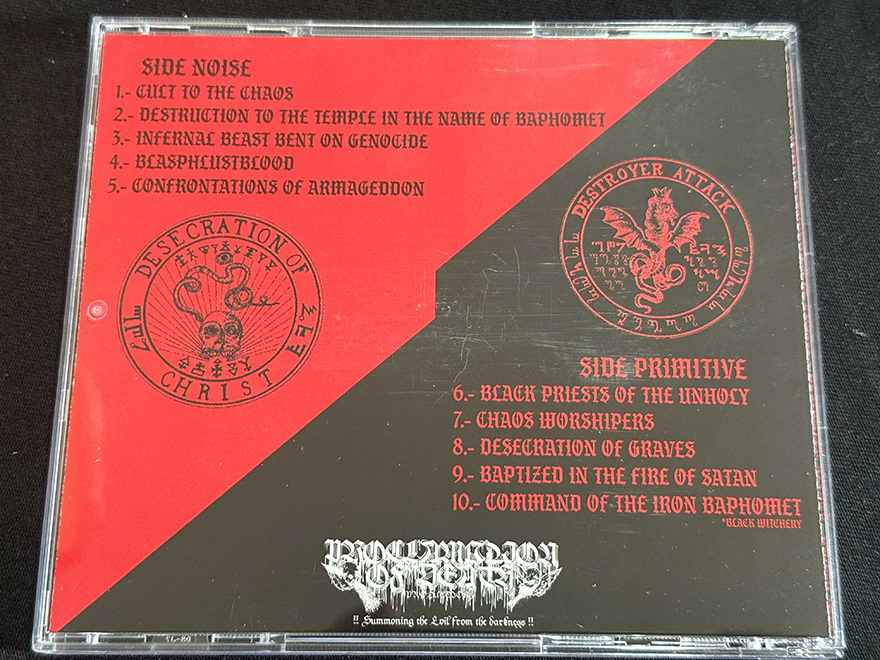 SIDE NOISE
1.- CULT TO THE CHAOS
2.- DESTRUCTION TO THE TEMPLE IN THE NAME OF BAPHOMET
3.- INFERNAL BEAST BENT ON GENOCIDE
4.- BLASPHLUSTBLOOD
5.- CONFRONTATIONS OF ARMAGEDDON
DESECRATION OF
CHRIST
DESTROYER ATTACK
SIDE PRIMITIVE
6.- BLACK PRIESTS OF THE UNHOLY
7.- CHAOS WORSHIPERS
8.- DESECRATION OF GRAVES
9.- BAPTIZED IN THE FIRE OF SATAN
10.- COMMAND OF THE IRON BAPHOMET
*BLACK WITCHERY
PROCLAMATION
OF DEATH
!! Summoning the Evil from the darkness !!